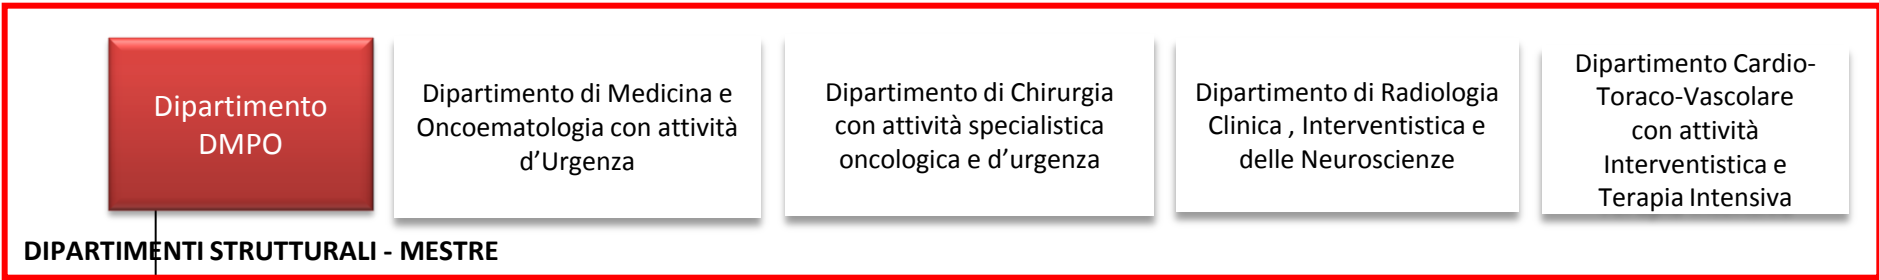 Dipartimento
DMPO
Dipartimento di Medicina e
Oncoematologia con attività
d’Urgenza
Dipartimento di Chirurgia
con attività specialistica
oncologica e d’urgenza
Dipartimento di Radiologia
Clinica , Interventistica e
delle Neuroscienze
Dipartimento Cardio-
Toraco-Vascolare
con attività
Interventistica e
Terapia Intensiva
DIPARTIMENTI STRUTTURALI - MESTRE